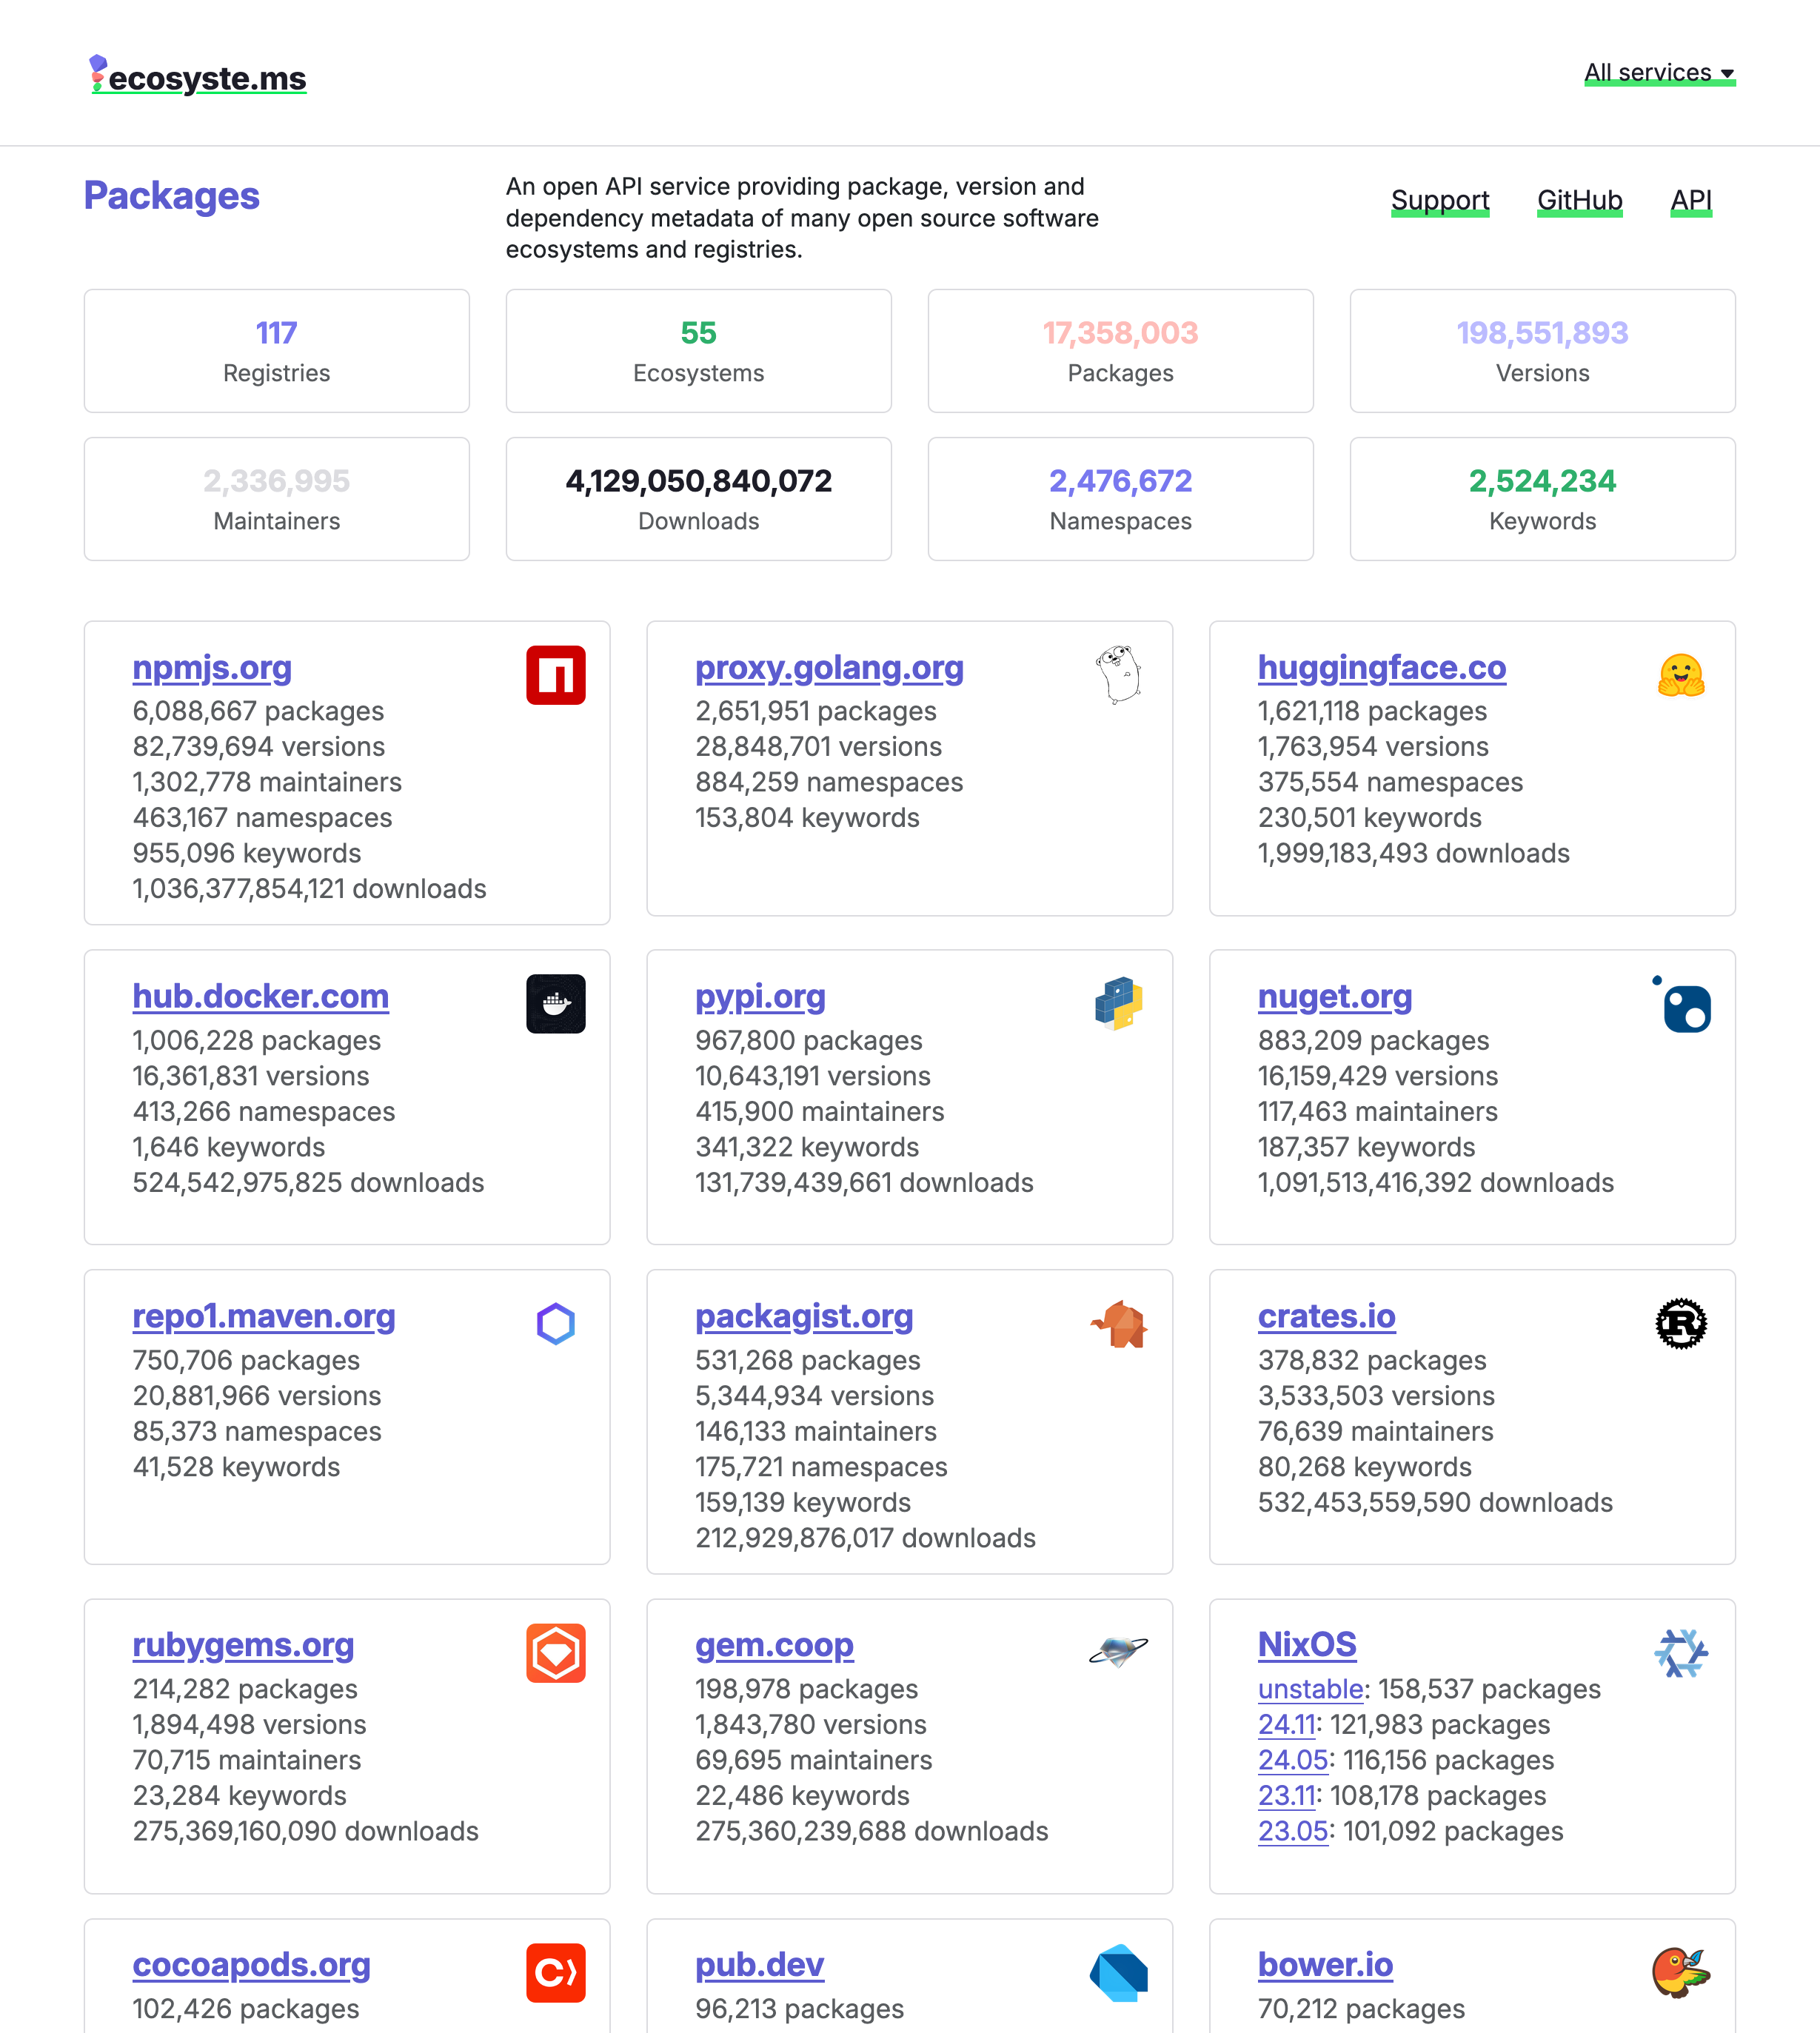 ecosyste.ms
All services
Packages
An open API service providing package, version and
dependency metadata of many open source software
ecosystems and registries.
Support GitHub API
117
Registries
55
Ecosystems
17,358,003
Packages
198,551,893
Versions
2,336,995
Maintainers
4,129,050,840,072
Downloads
2,476,672
Namespaces
2,524,234
Keywords
npmjs.org
6,088,667 packages
82,739,694 versions
1,302,778 maintainers
463,167 namespaces
955,096 keywords
1,036,377,854,121 downloads
proxy.golang.org
2,651,951 packages
28,848,701 versions
884,259 namespaces
153,804 keywords
huggingface.co
1,621,118 packages
1,763,954 versions
375,554 namespaces
230,501 keywords
1,999,183,493 downloads
hub.docker.com
1,006,228 packages
16,361,831 versions
413,266 namespaces
1,646 keywords
524,542,975,825 downloads
pypi.org
967,800 packages
10,643,191 versions
415,900 maintainers
341,322 keywords
131,739,439,661 downloads
nuget.org
883,209 packages
16,159,429 versions
117,463 maintainers
187,357 keywords
1,091,513,416,392 downloads
repo1.maven.org
750,706 packages
20,881,966 versions
85,373 namespaces
41,528 keywords
packagist.org
531,268 packages
5,344,934 versions
146,133 maintainers
175,721 namespaces
159,139 keywords
212,929,876,017 downloads
crates.io
378,832 packages
3,533,503 versions
76,639 maintainers
80,268 keywords
532,453,559,590 downloads
rubygems.org
214,282 packages
1,894,498 versions
70,715 maintainers
23,284 keywords
275,369,160,090 downloads
gem.coop
198,978 packages
1,843,780 versions
69,695 maintainers
22,486 keywords
275,360,239,688 downloads
NixOS
unstable: 158,537 packages
24.11: 121,983 packages
24.05: 116,156 packages
23.11: 108,178 packages
23.05: 101,092 packages
cocoapods.org
102,426 packages
pub.dev
96,213 packages
bower.io
70,212 packages